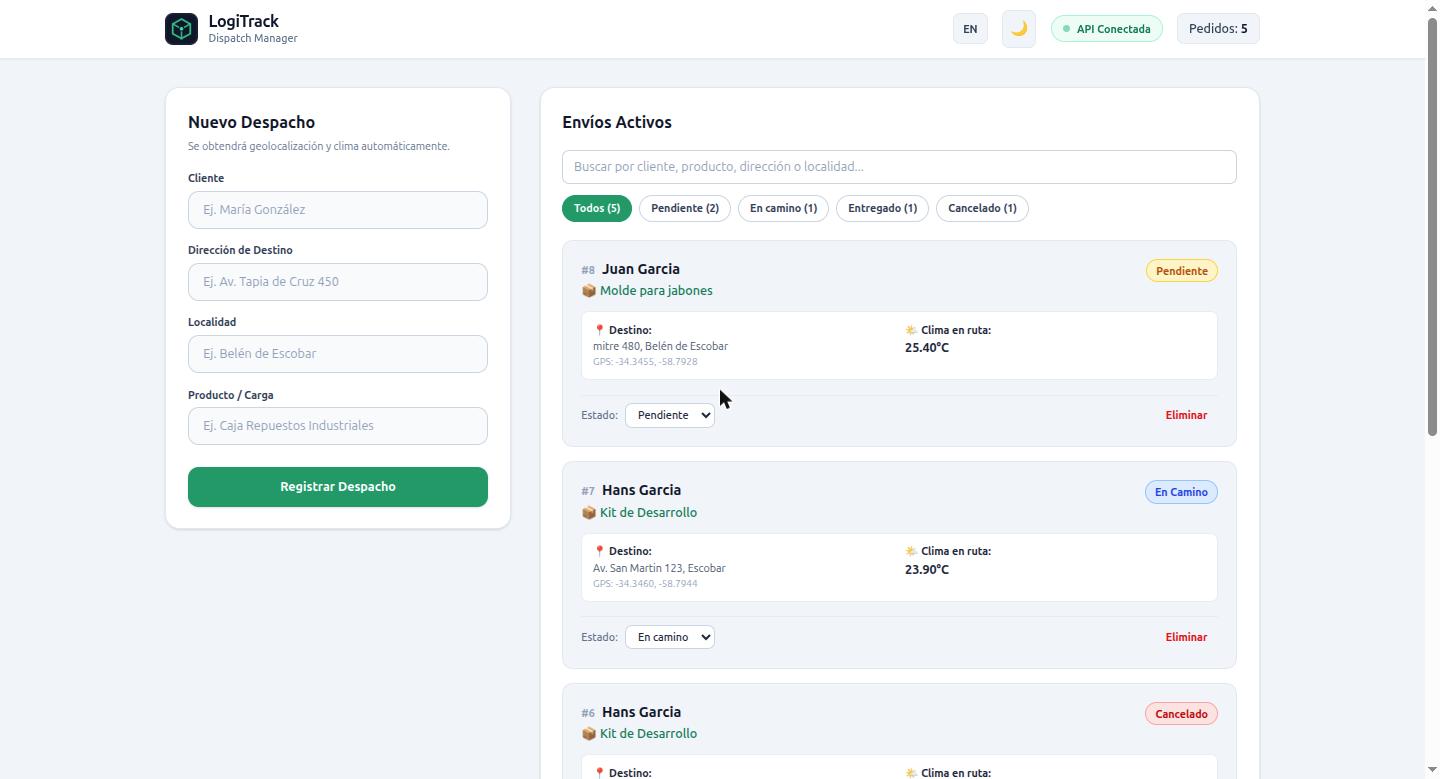 LogiTrack
Dispatch Manager
EN
API Conectada
Pedidos: 5
Nuevo Despacho
Se obtendrá geolocalización y clima automáticamente.
Cliente
Ej. María González
Dirección de Destino
Ej. Av. Tapia de Cruz 450
Localidad
Ej. Belén de Escobar
Producto / Carga
Ej. Caja Repuestos Industriales
Registrar Despacho
Envíos Activos
Buscar por cliente, producto, dirección o localidad...
Todos (5)
Pendiente (2)
En camino (1)
Entregado (1)
Cancelado (1)
#8 Juan Garcia
Pendiente
Molde para jabones
Destino:
mitre 480, Belén de Escobar
GPS: -34.3455, -58.7928
Clima en ruta:
25.40°C
Estado: Pendiente
Eliminar
#7 Hans Garcia
En Camino
Kit de Desarrollo
Destino:
Av. San Martin 123, Escobar
GPS: -34.3460, -58.7944
Clima en ruta:
23.90°C
Estado: En camino
Eliminar
#6 Hans Garcia
Cancelado
Kit de Desarrollo
Destino:
Clima en ruta: